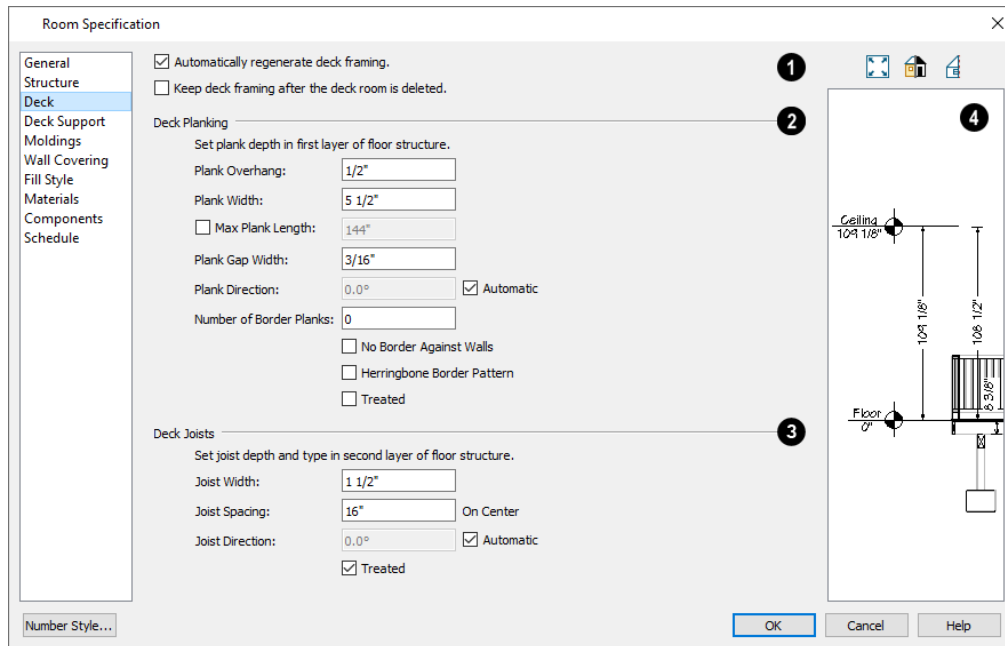 Room Specification
General
Structure
Deck
Deck Support
Moldings
Wall Covering
Fill Style
Materials
Components
Schedule
Automatically regenerate deck framing.
1
Keep deck framing after the deck room is deleted.
Deck Planking
2
Set plank depth in first layer of floor structure.
Plank Overhang: 1/2"
Plank Width: 5 1/2"
Max Plank Length: 144"
Plank Gap Width: 3/16"
Plank Direction: 0.0° Automatic
Number of Border Planks: 0
No Border Against Walls
Herringbone Border Pattern
Treated
Deck Joists
3
Set joist depth and type in second layer of floor structure.
Joist Width: 1 1/2"
Joist Spacing: 16" On Center
Joist Direction: 0.0° Automatic
Treated
4
Ceiling
109 1/8"
109 1/8"
108 1/2"
8 3/8"
Floor
0"
Number Style...
OK
Cancel
Help